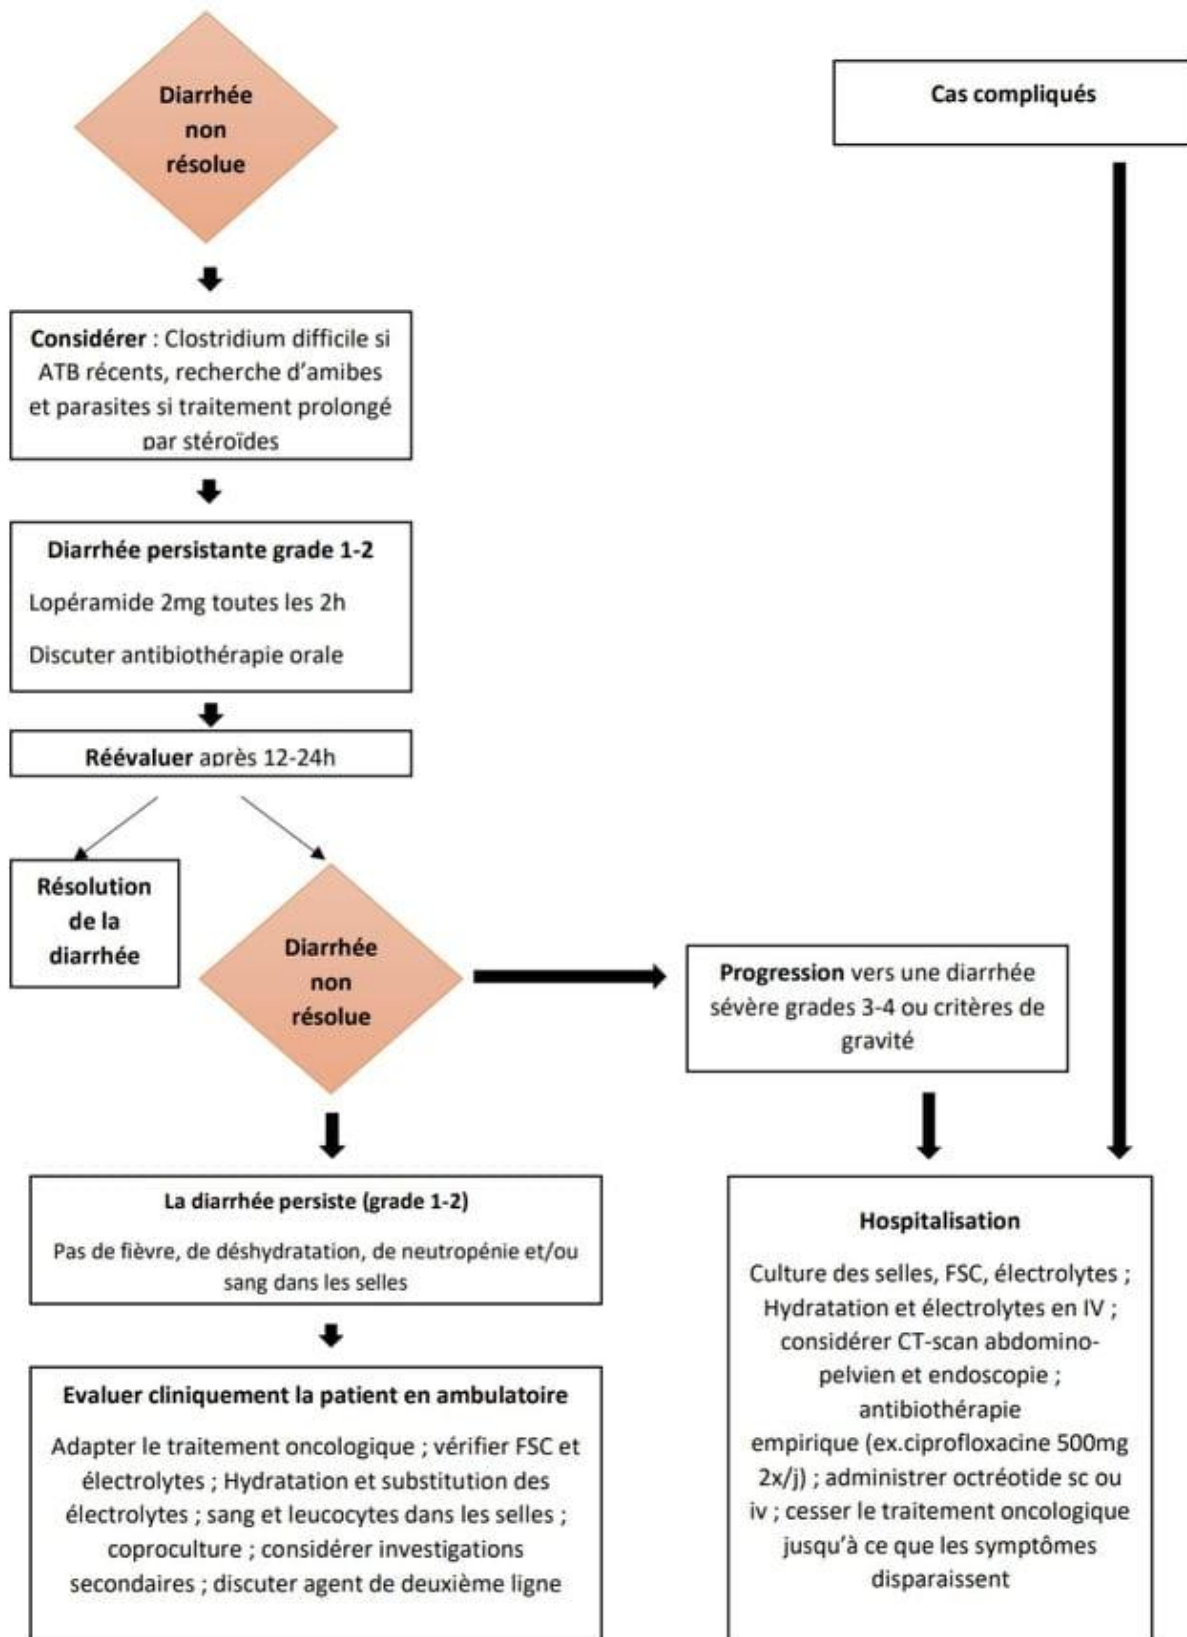 Diarrhée
non
résolue
Cas compliqués
Considérer : Clostridium difficile si
ATB récents, recherche d'amibes
et parasites si traitement prolongé
par stéroïdes
Diarrhée persistante grade 1-2
Lopéramide 2mg toutes les 2h
Discuter antibiothérapie orale
Réévaluer après 12-24h
Résolution
de la
diarrhée
Diarrhée
non
résolue
Progression vers une diarrhée
sévère grades 3-4 ou critères de
gravité
La diarrhée persiste (grade 1-2)
Pas de fièvre, de déshydratation, de neutropénie et/ou
sang dans les selles
Evaluer cliniquement la patient en ambulatoire
Adapter le traitement oncologique ; vérifier FSC et
électrolytes ; Hydratation et substitution des
électrolytes ; sang et leucocytes dans les selles ;
coproculture ; considérer investigations
secondaires ; discuter agent de deuxième ligne
Hospitalisation
Culture des selles, FSC, électrolytes ;
Hydratation et électrolytes en IV ;
considérer CT-scan abdomino-
pelvien et endoscopie ;
antibiothérapie
empirique (ex.ciprofloxacine 500mg
2x/j) ; administrer octréotide sc ou
iv ; cesser le traitement oncologique
jusqu'à ce que les symptômes
disparaissent